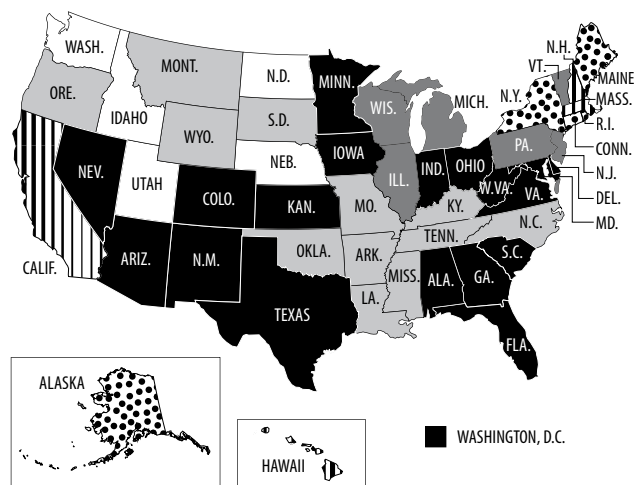 WASH.
ORE.
CALIF.
NEV.
IDAHO
MONT.
WYO.
UTAH
ARIZ.
COLO.
N.M.
N.D.
S.D.
NEB.
KAN.
OKLA.
TEXAS
MINN.
IOWA
MO.
ARK.
LA.
WIS.
ILL.
MICH.
IND.
OHIO
KY.
TENN.
MISS.
ALA.
GA.
FLA.
S.C.
N.C.
VA.
W.VA.
PA.
N.Y.
VT.
N.H.
MAINE
MASS.
R.I.
CONN.
N.J.
DEL.
MD.
ALASKA
HAWAII
WASHINGTON, D.C.